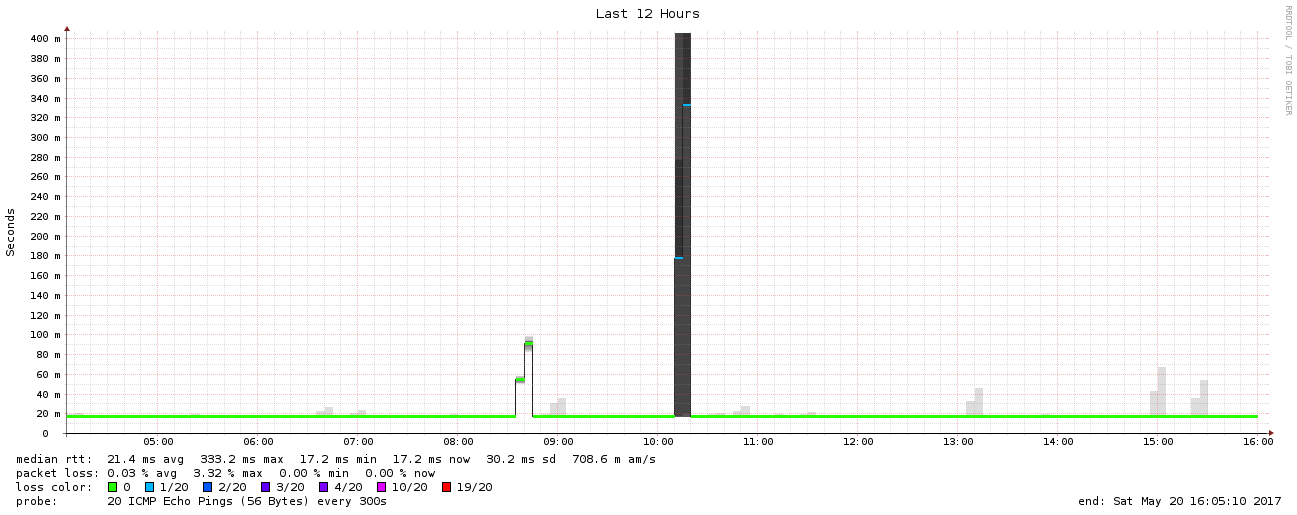 Last 12 Hours
RRDTOOL / TOBI OETIKER
Seconds
400 m
380 m
360 m
340 m
320 m
300 m
280 m
260 m
240 m
220 m
200 m
180 m
160 m
140 m
120 m
100 m
80 m
60 m
40 m
20 m
0
05:00 06:00 07:00 08:00 09:00 10:00 11:00 12:00 13:00 14:00 15:00 16:00
median rtt: 21.4 ms avg 333.2 ms max 17.2 ms min 17.2 ms now 30.2 ms sd 708.6 m am/s
packet loss: 0.03 % avg 3.32 % max 0.00 % min 0.00 % now
loss color: 0 1/20 2/20 3/20 4/20 10/20 19/20
probe: 20 ICMP Echo Pings (56 Bytes) every 300s end: Sat May 20 16:05:10 2017